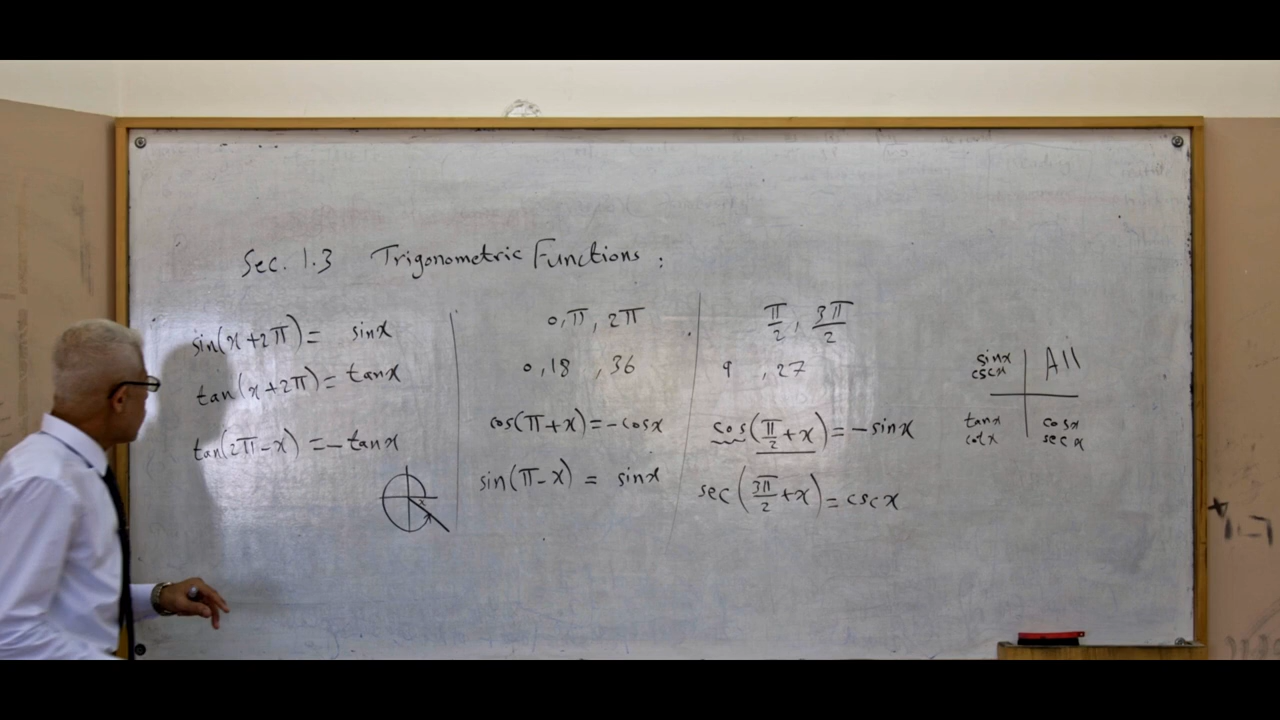 Sec. 1.3 Trigonometric Functions :
sin(x+2π) = sinx
tan(x+2π) = tanx
tan(2π-x) = -tanx
x
0, π, 2π
0, 18 , 36
cos(π+x) = -cosx
sin(π-x) = sinx
π/2, 3π/2
9 , 27
cos(π/2+x) = -sinx
sec(3π/2+x) = cscx
sinx
cscx
All
tanx
cotx
cosx
secx